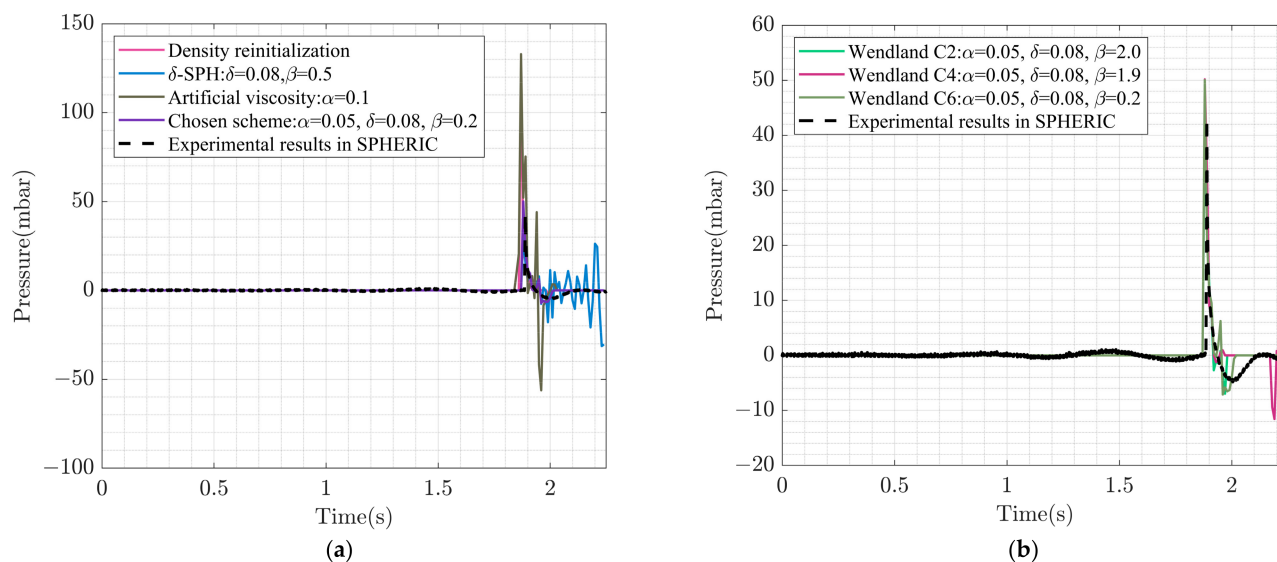 150
100
50
0
−50
−100
Pressure(mbar)
Density reinitialization
δ-SPH:δ=0.08,β=0.5
Artificial viscosity:α=0.1
Chosen scheme:α=0.05, δ=0.08, β=0.2
Experimental results in SPHERIC
0 0.5 1 1.5 2
Time(s)
(a)
60
50
40
30
20
10
0
−10
−20
Pressure(mbar)
Wendland C2:α=0.05, δ=0.08, β=2.0
Wendland C4:α=0.05, δ=0.08, β=1.9
Wendland C6:α=0.05, δ=0.08, β=0.2
Experimental results in SPHERIC
0 0.5 1 1.5 2
Time(s)
(b)